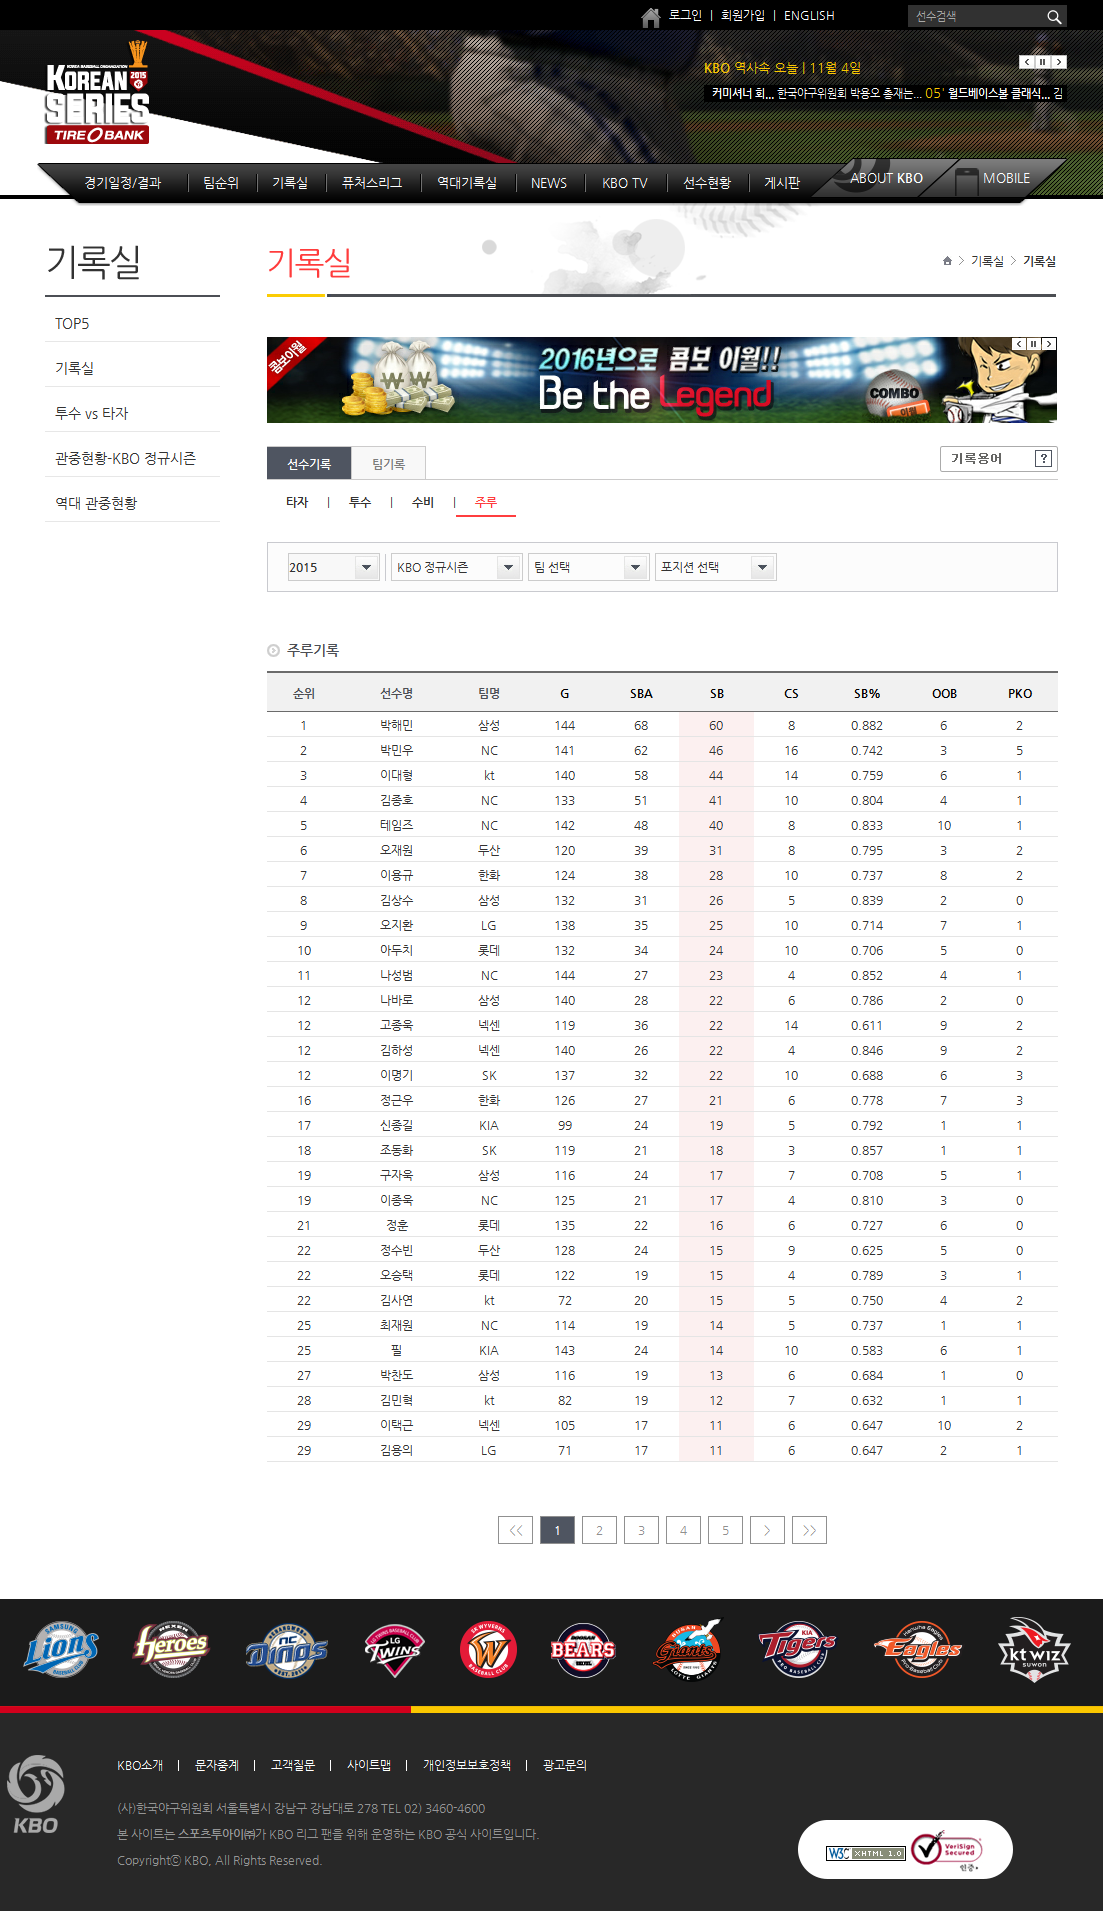 로그인 | 회원가입 | ENGLISH 선수검색
KOREAN 2015
SERIES
TIRE BANK
KBO 역사속 오늘 | 11월 4일
커미셔너 회... 한국야구위원회 박용오 총재는... 05' 월드베이스볼 클래식... 김
경기일정/결과 팀순위 기록실 퓨처스리그 역대기록실 NEWS KBO TV 선수현황 게시판 ABOUT KBO MOBILE
기록실
TOP5
기록실
투수 vs 타자
관중현황-KBO 정규시즌
역대 관중현황
기록실
기록실 > 기록실
콤보이월
2016년으로 콤보 이월!!
Be the Legend
COMBO
이월
선수기록 팀기록 기록용어 ?
타자 | 투수 | 수비 | 주루
2015 KBO 정규시즌 팀 선택 포지션 선택
주루기록
순위 선수명 팀명 G SBA SB CS SB% OOB PKO
1 박해민 삼성 144 68 60 8 0.882 6 2
2 박민우 NC 141 62 46 16 0.742 3 5
3 이대형 kt 140 58 44 14 0.759 6 1
4 김종호 NC 133 51 41 10 0.804 4 1
5 테임즈 NC 142 48 40 8 0.833 10 1
6 오재원 두산 120 39 31 8 0.795 3 2
7 이용규 한화 124 38 28 10 0.737 8 2
8 김상수 삼성 132 31 26 5 0.839 2 0
9 오지환 LG 138 35 25 10 0.714 7 1
10 아두치 롯데 132 34 24 10 0.706 5 0
11 나성범 NC 144 27 23 4 0.852 4 1
12 나바로 삼성 140 28 22 6 0.786 2 0
12 고종욱 넥센 119 36 22 14 0.611 9 2
12 김하성 넥센 140 26 22 4 0.846 9 2
12 이명기 SK 137 32 22 10 0.688 6 3
16 정근우 한화 126 27 21 6 0.778 7 3
17 신종길 KIA 99 24 19 5 0.792 1 1
18 조동화 SK 119 21 18 3 0.857 1 1
19 구자욱 삼성 116 24 17 7 0.708 5 1
19 이종욱 NC 125 21 17 4 0.810 3 0
21 정훈 롯데 135 22 16 6 0.727 6 0
22 정수빈 두산 128 24 15 9 0.625 5 0
22 오승택 롯데 122 19 15 4 0.789 3 1
22 김사연 kt 72 20 15 5 0.750 4 2
25 최재원 NC 114 19 14 5 0.737 1 1
25 필 KIA 143 24 14 10 0.583 6 1
27 박찬도 삼성 116 19 13 6 0.684 1 0
28 김민혁 kt 82 19 12 7 0.632 1 1
29 이택근 넥센 105 17 11 6 0.647 10 2
29 김용의 LG 71 17 11 6 0.647 2 1
<< 1 2 3 4 5 > >>
SAMSUNG Lions NEXEN Heroes NC Dinos LG TWINS SK WYVERNS W BASEBALL CLUB DOOSAN BEARS BUSAN Giants LOTTE GIANTS KIA Tigers Hanwha Eagles Eagles kt wiz suwon
KBO소개 | 문자중계 | 고객질문 | 사이트맵 | 개인정보보호정책 | 광고문의
(사)한국야구위원회 서울특별시 강남구 강남대로 278 TEL 02) 3460-4600
본 사이트는 스포츠투아이㈜가 KBO 리그 팬을 위해 운영하는 KBO 공식 사이트입니다.
Copyrightⓒ KBO, All Rights Reserved.
KBO
W3C XHTML 1.0 VeriSign Secured 인증